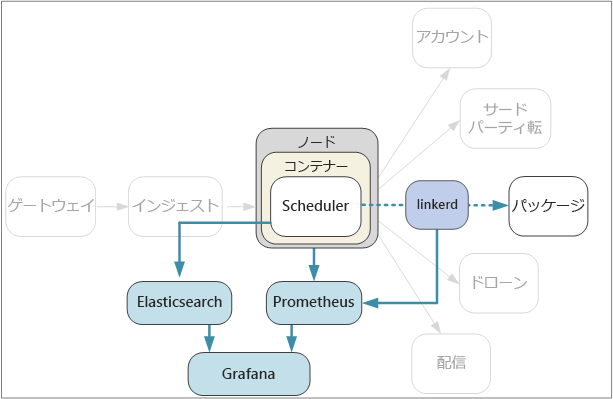 アカウント
サード
パーティ転
ノード
コンテナー
ゲートウェイ
インジェスト
Scheduler
linkerd
パッケージ
Elasticsearch
Prometheus
ドローン
Grafana
配信